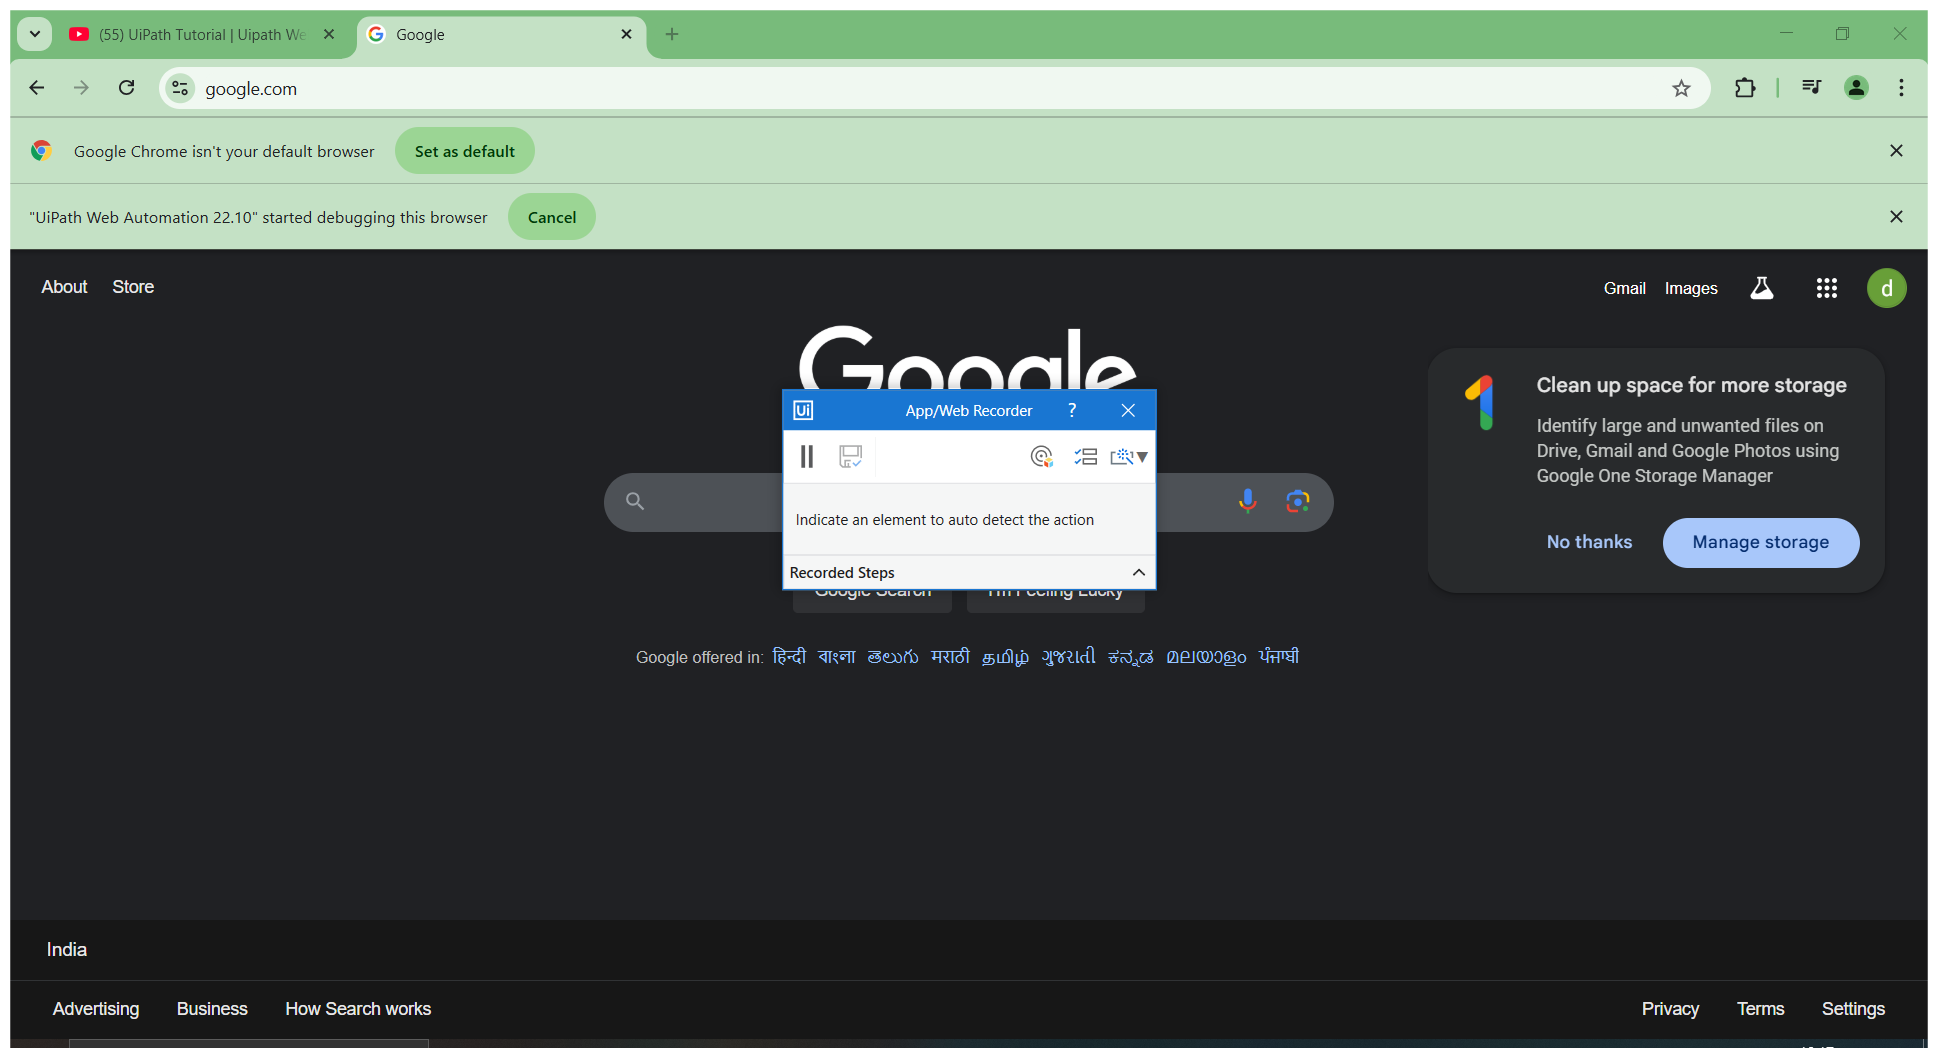 (55) UiPath Tutorial | Uipath We
Google
google.com
Google Chrome isn't your default browser
Set as default
"UiPath Web Automation 22.10" started debugging this browser
Cancel
About
Store
Gmail
Images
d
Google
Clean up space for more storage
Identify large and unwanted files on
Drive, Gmail and Google Photos using
Google One Storage Manager
No thanks
Manage storage
Ui
App/Web Recorder
?
Indicate an element to auto detect the action
Recorded Steps
Google Search
I'm Feeling Lucky
Google offered in: हिन्दी বাংলা తెలుగు मराठी தமிழ் ગુજરાતી ಕನ್ನಡ മലയാളം ਪੰਜਾਬੀ
India
Advertising
Business
How Search works
Privacy
Terms
Settings